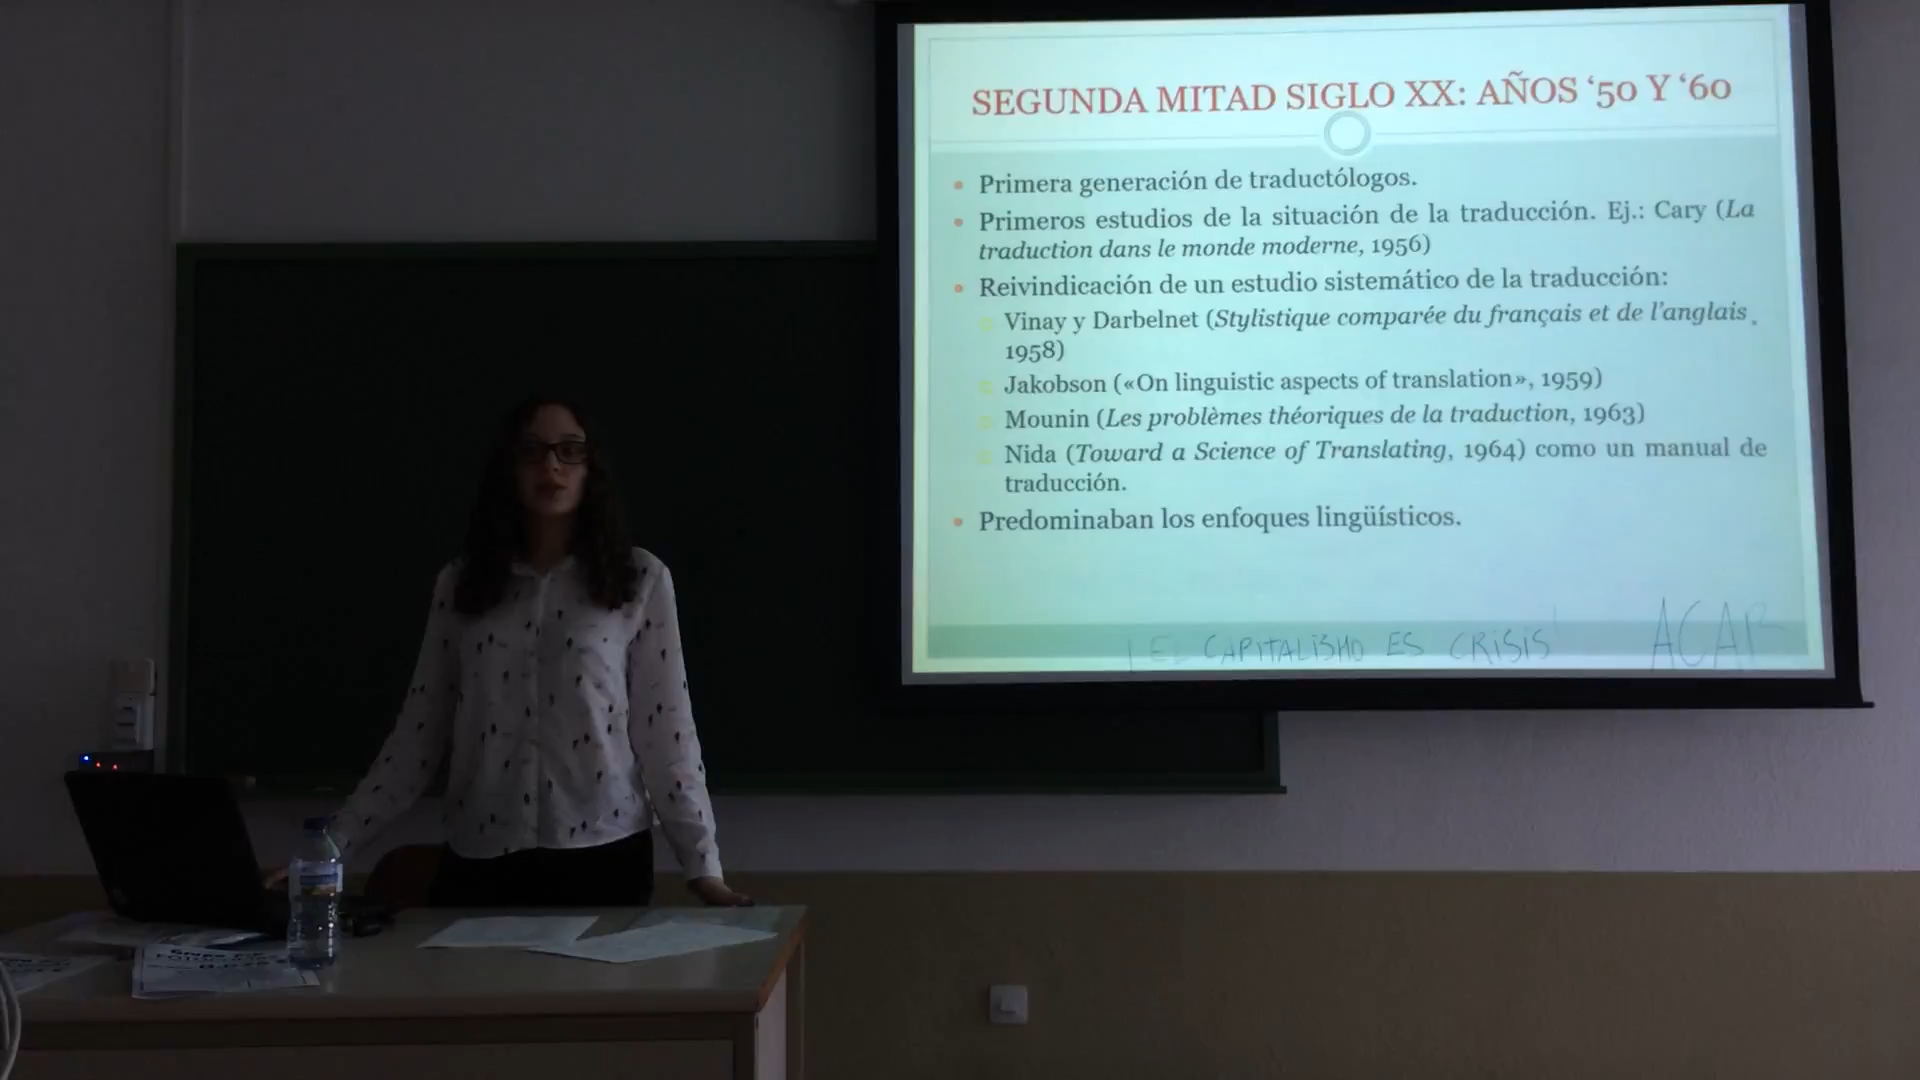 SEGUNDA MITAD SIGLO XX: AÑOS ‘50 Y ‘60
Primera generación de traductólogos.
Primeros estudios de la situación de la traducción. Ej.: Cary (La
traduction dans le monde moderne, 1956)
Reivindicación de un estudio sistemático de la traducción:
Vinay y Darbelnet (Stylistique comparée du français et de l’anglais,
1958)
Jakobson («On linguistic aspects of translation», 1959)
Mounin (Les problèmes théoriques de la traduction, 1963)
Nida (Toward a Science of Translating, 1964) como un manual de
traducción.
Predominaban los enfoques lingüísticos.
¡EL CAPITALISMO ES CRISIS!